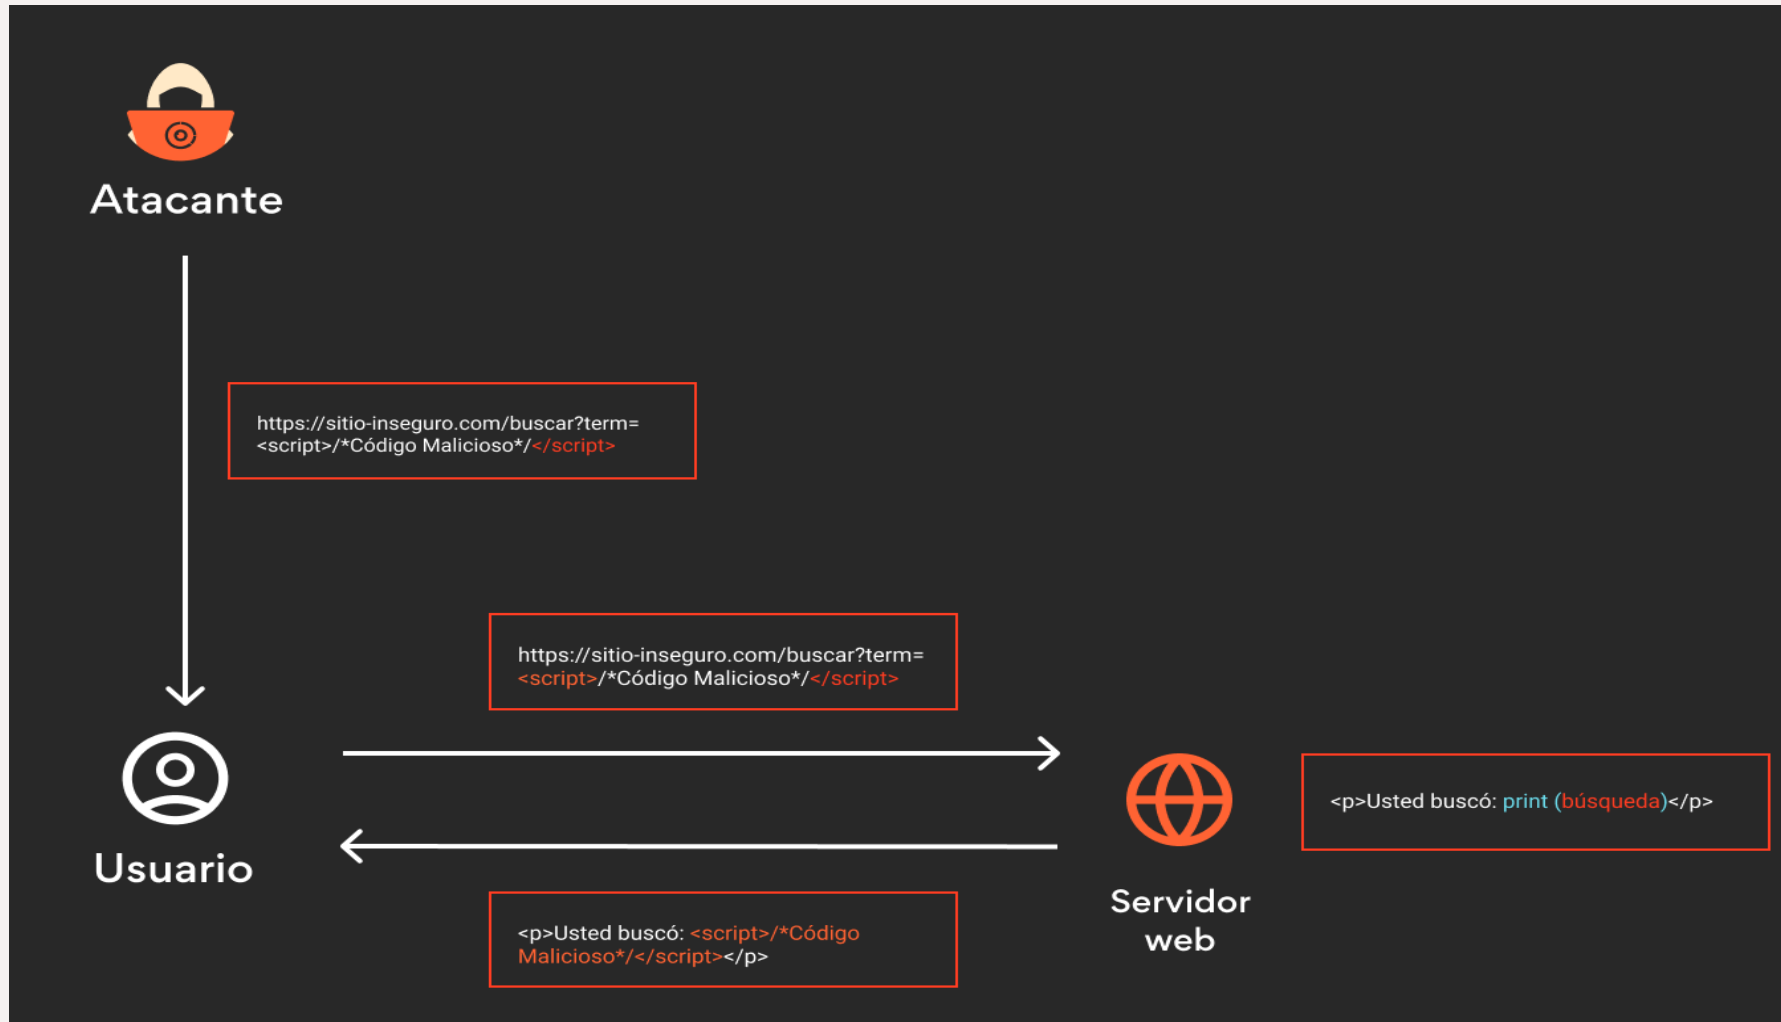 Atacante
https://sitio-inseguro.com/buscar?term=
<script>/*Código Malicioso*/</script>
https://sitio-inseguro.com/buscar?term=
<script>/*Código Malicioso*/</script>
Usuario
Servidor
web
<p>Usted buscó: print (búsqueda)</p>
<p>Usted buscó: <script>/*Código
Malicioso*/</script></p>